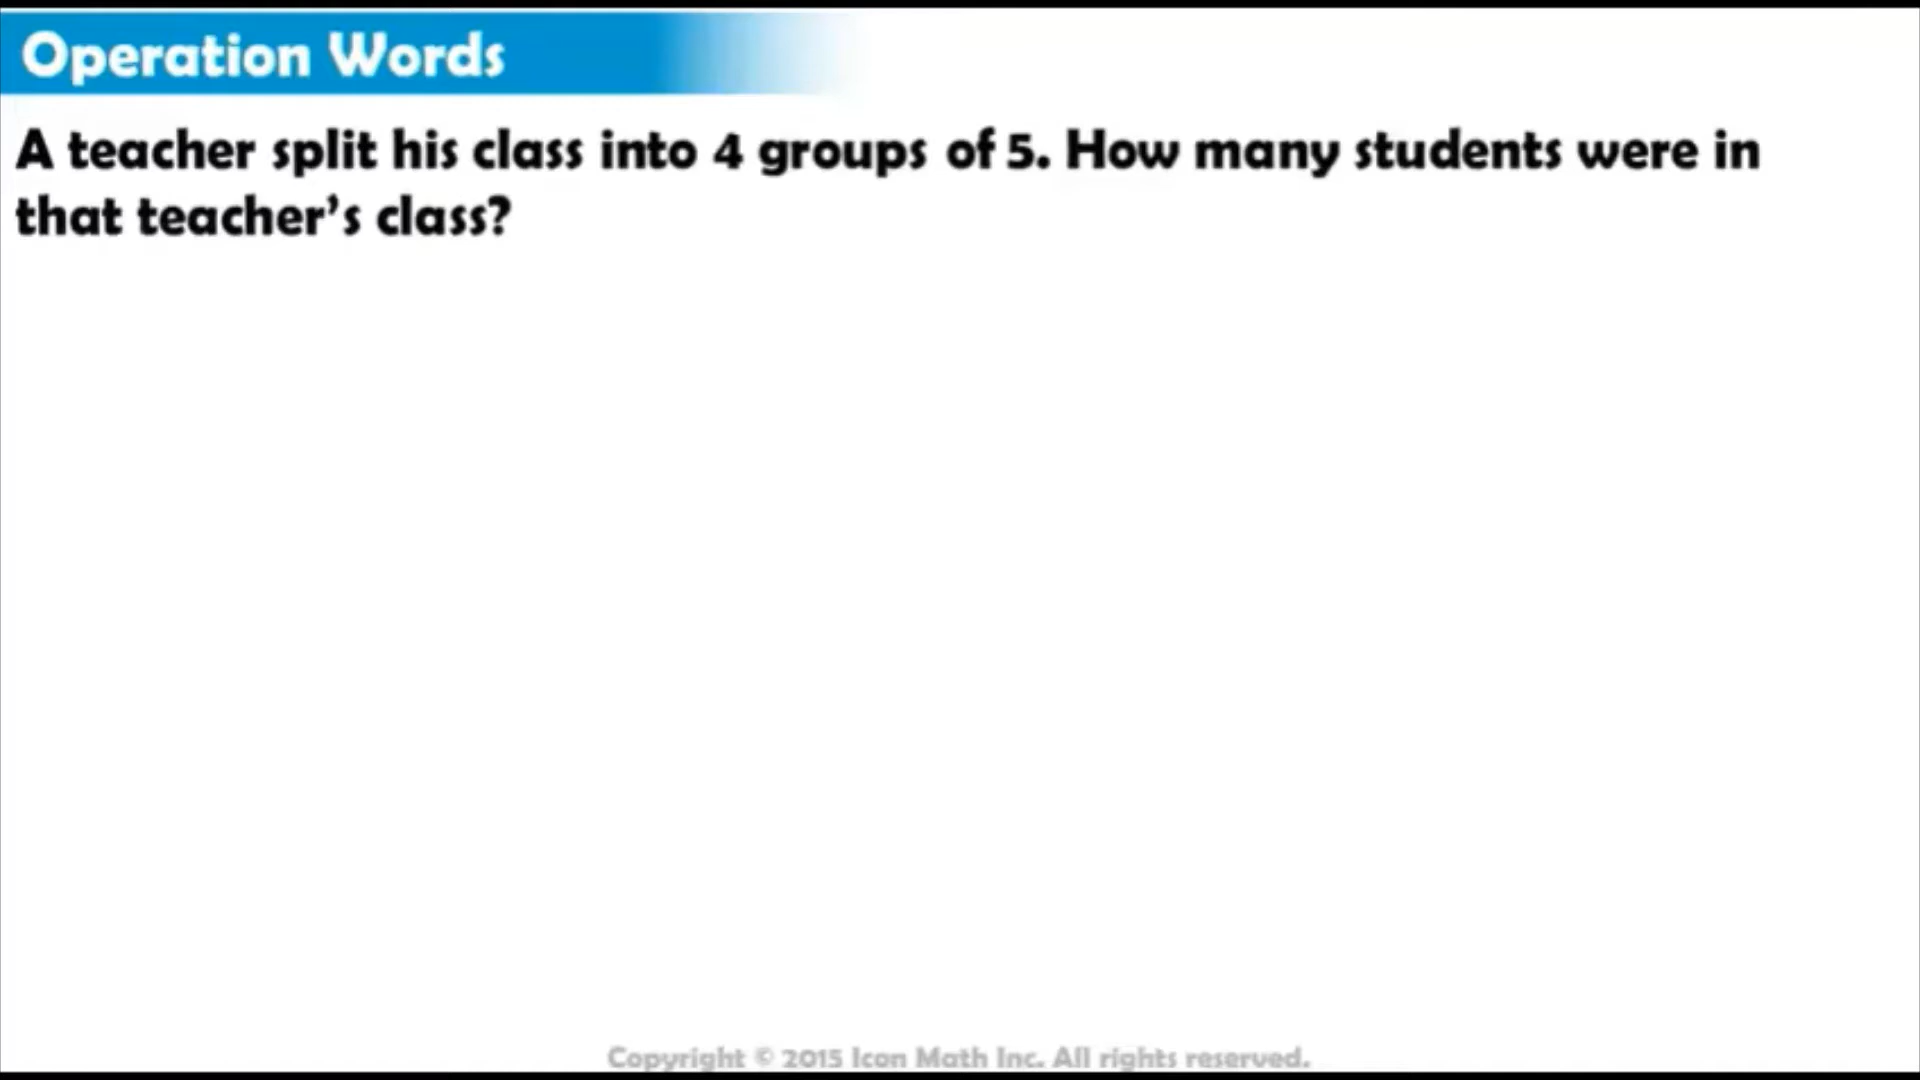 Operation Words
A teacher split his class into 4 groups of 5. How many students were in
that teacher’s class?
Copyright © 2015 Icon Math Inc. All rights reserved.